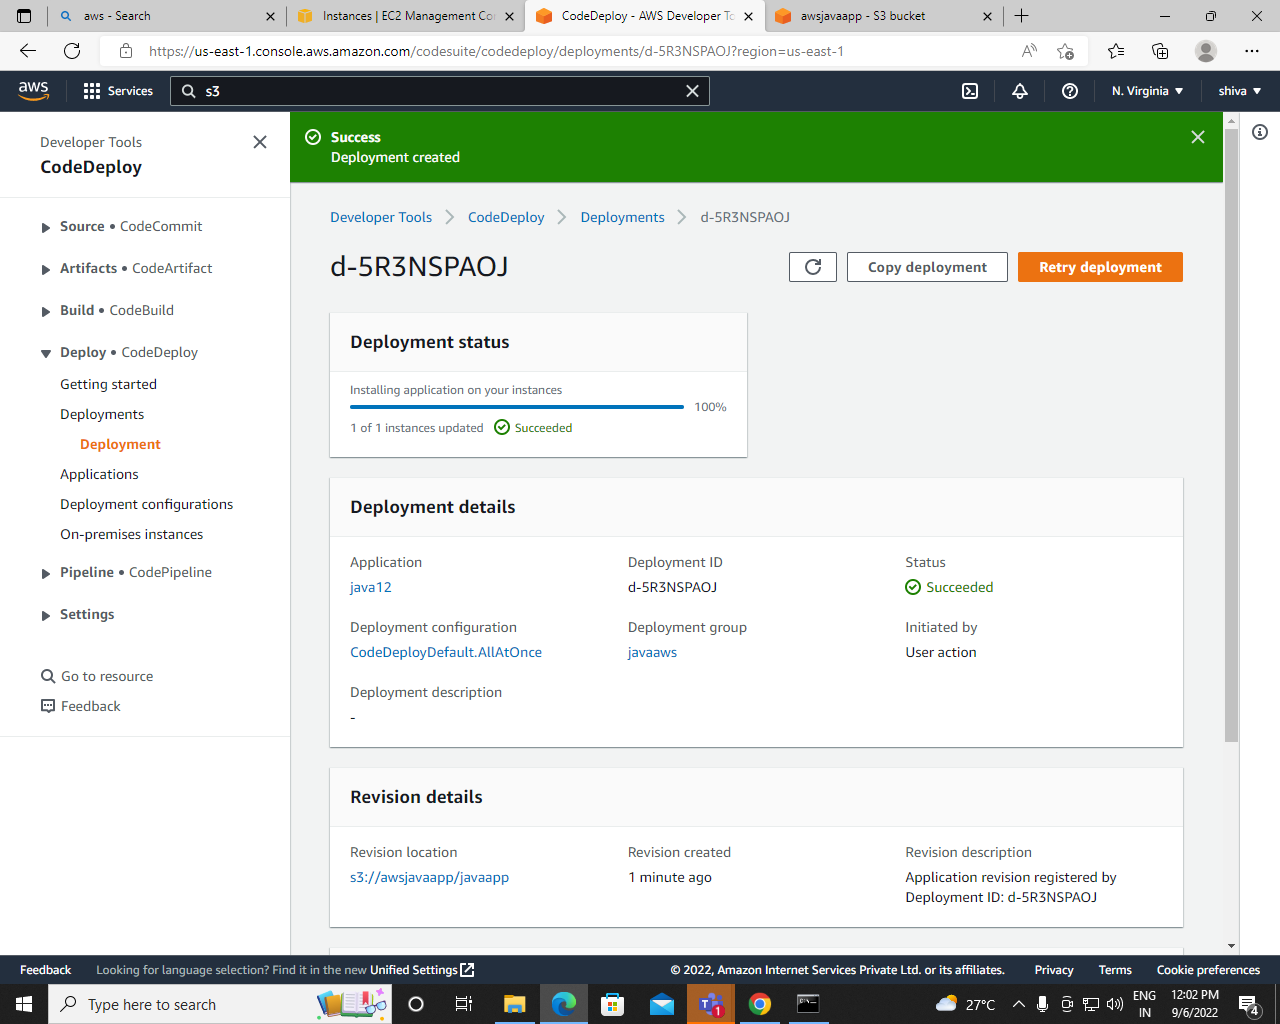 aws - Search
Instances | EC2 Management Con
CodeDeploy - AWS Developer To
awsjavaapp - S3 bucket
https://us-east-1.console.aws.amazon.com/codesuite/codedeploy/deployments/d-5R3NSPAOJ?region=us-east-1
aws
Services
s3
N. Virginia
shiva
Developer Tools
CodeDeploy
Source • CodeCommit
Artifacts • CodeArtifact
Build • CodeBuild
Deploy • CodeDeploy
Getting started
Deployments
Deployment
Applications
Deployment configurations
On-premises instances
Pipeline • CodePipeline
Settings
Go to resource
Feedback
Success
Deployment created
Developer Tools
CodeDeploy
Deployments
d-5R3NSPAOJ
d-5R3NSPAOJ
Copy deployment
Retry deployment
Deployment status
Installing application on your instances
100%
1 of 1 instances updated
Succeeded
Deployment details
Application
Deployment ID
Status
java12
d-5R3NSPAOJ
Succeeded
Deployment configuration
Deployment group
Initiated by
CodeDeployDefault.AllAtOnce
javaaws
User action
Deployment description
-
Revision details
Revision location
Revision created
Revision description
s3://awsjavaapp/javaapp
1 minute ago
Application revision registered by
Deployment ID: d-5R3NSPAOJ
Feedback
Looking for language selection? Find it in the new Unified Settings
© 2022, Amazon Internet Services Private Ltd. or its affiliates.
Privacy
Terms
Cookie preferences
Type here to search
1
27°C
ENG
IN
12:02 PM
9/6/2022
4